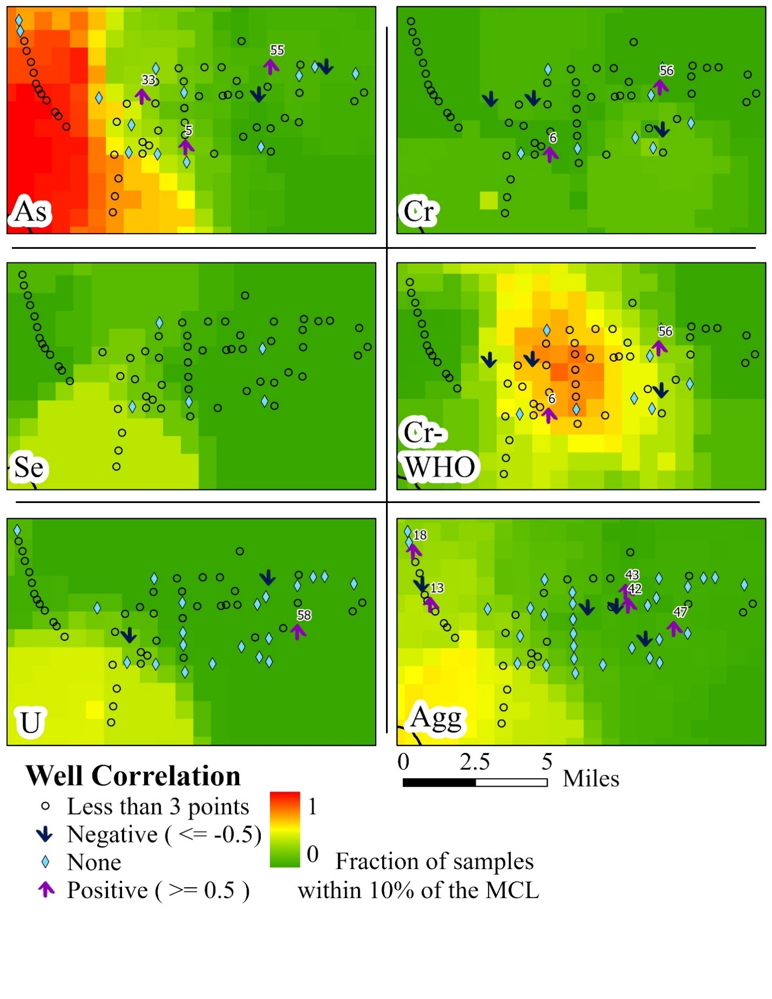 55
33
5
As
56
6
Cr
Se
56
6
Cr-
WHO
58
U
18
13
43
42
47
Agg
0 2.5 5
Miles
Well Correlation
Less than 3 points
Negative ( <= -0.5)
None
Positive ( >= 0.5 )
1
0
Fraction of samples
within 10% of the MCL